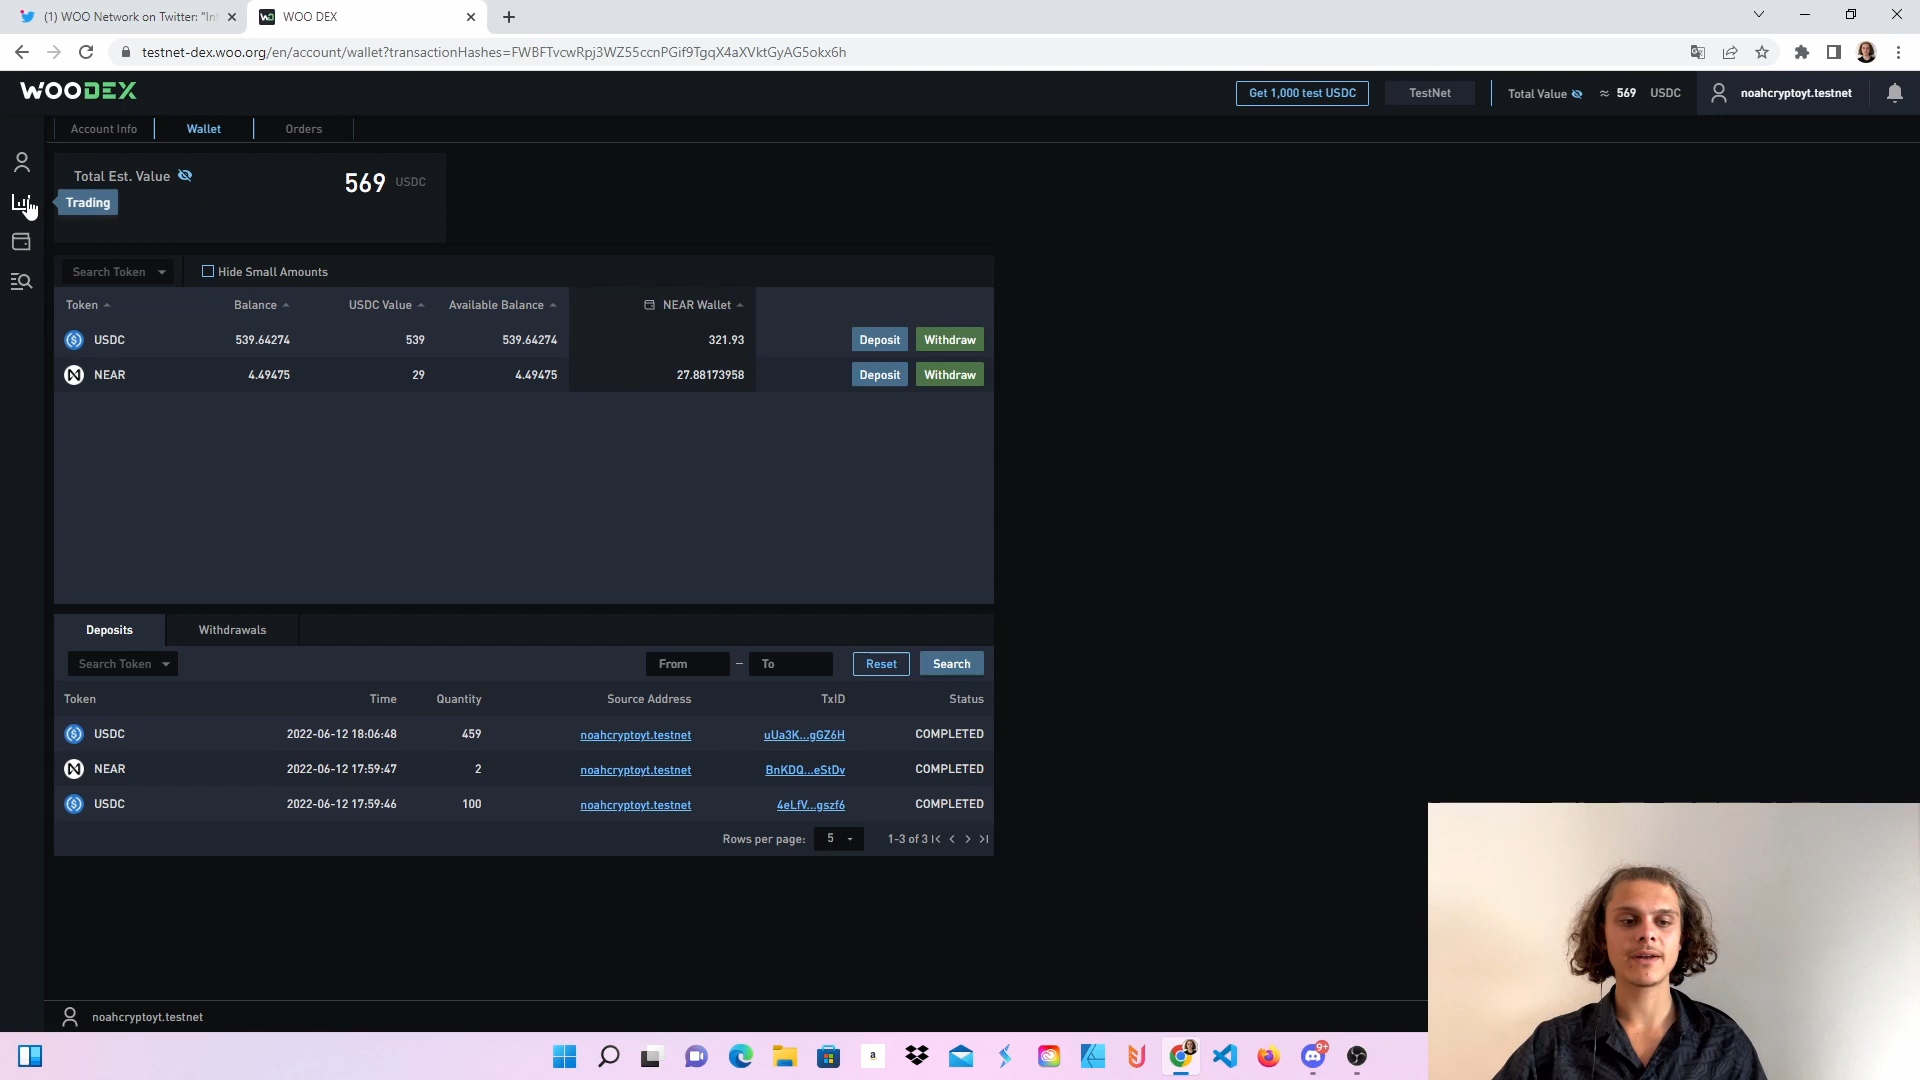 (1) WOO Network on Twitter: "Int
WOO DEX
testnet-dex.woo.org/en/account/wallet?transactionHashes=FWBFTvcwRpj3WZ55ccnPGif9TgqX4aXVktGyAG5okx6h
WOODEX
Get 1,000 test USDC
TestNet
Total Value ≈ 569 USDC
noahcryptoyt.testnet
Account Info
Wallet
Orders
Total Est. Value
569 USDC
Trading
Search Token
Hide Small Amounts
Token Balance USDC Value Available Balance NEAR Wallet
USDC 539.64274 539 539.64274 321.93 Deposit Withdraw
NEAR 4.49475 29 4.49475 27.88173958 Deposit Withdraw
Deposits
Withdrawals
Search Token From – To Reset Search
Token Time Quantity Source Address TxID Status
USDC 2022-06-12 18:06:48 459 noahcryptoyt.testnet uUa3K...gGZ6H COMPLETED
NEAR 2022-06-12 17:59:47 2 noahcryptoyt.testnet BnKDQ...eStDv COMPLETED
USDC 2022-06-12 17:59:46 100 noahcryptoyt.testnet 4eLfV...gszf6 COMPLETED
Rows per page: 5 1-3 of 3
noahcryptoyt.testnet
a
9+